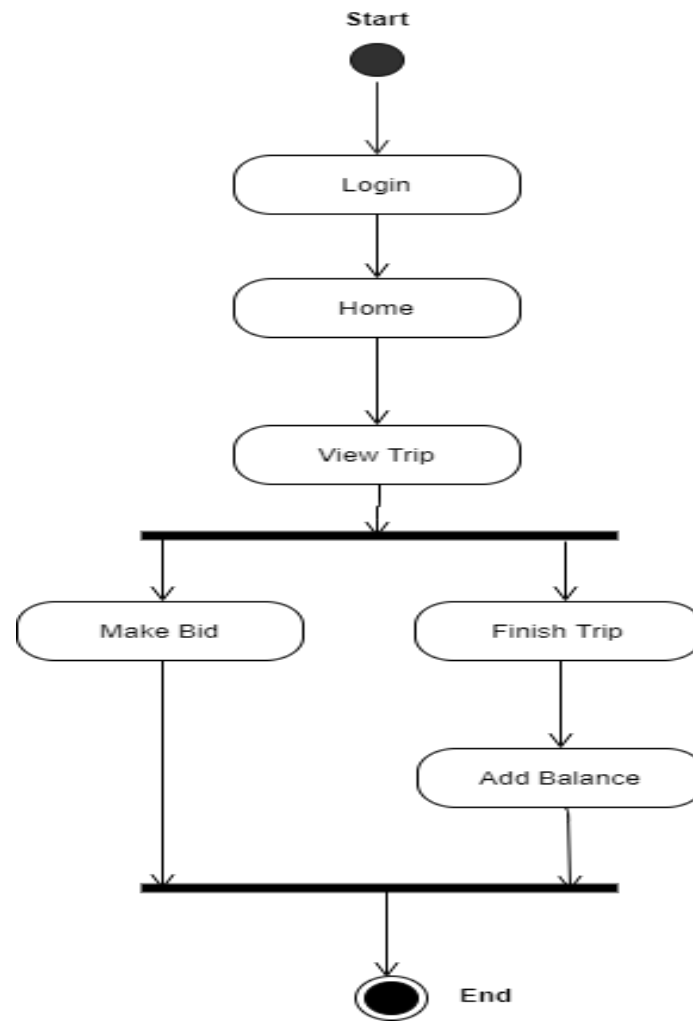 Start
Login
Home
View Trip
Make Bid
Finish Trip
Add Balance
End